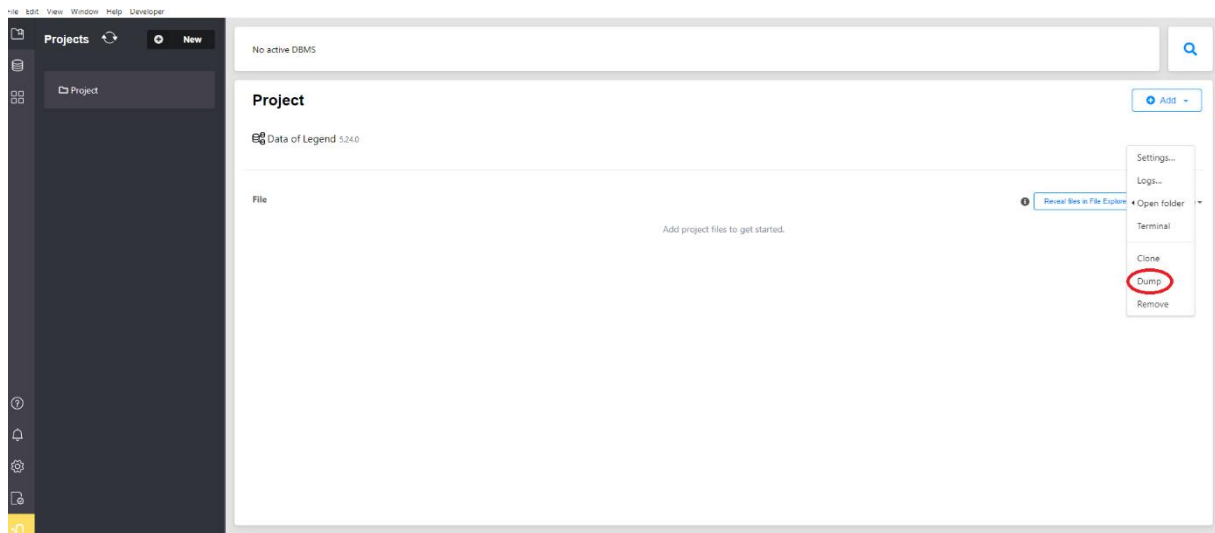 File Edit View Window Help Developer
Projects New
No active DBMS
Project
Project
Add
Data of Legend 5.24.0
Settings...
Logs...
File
Reveal files in File Explore
Open folder
Add project files to get started.
Terminal
Clone
Dump
Remove